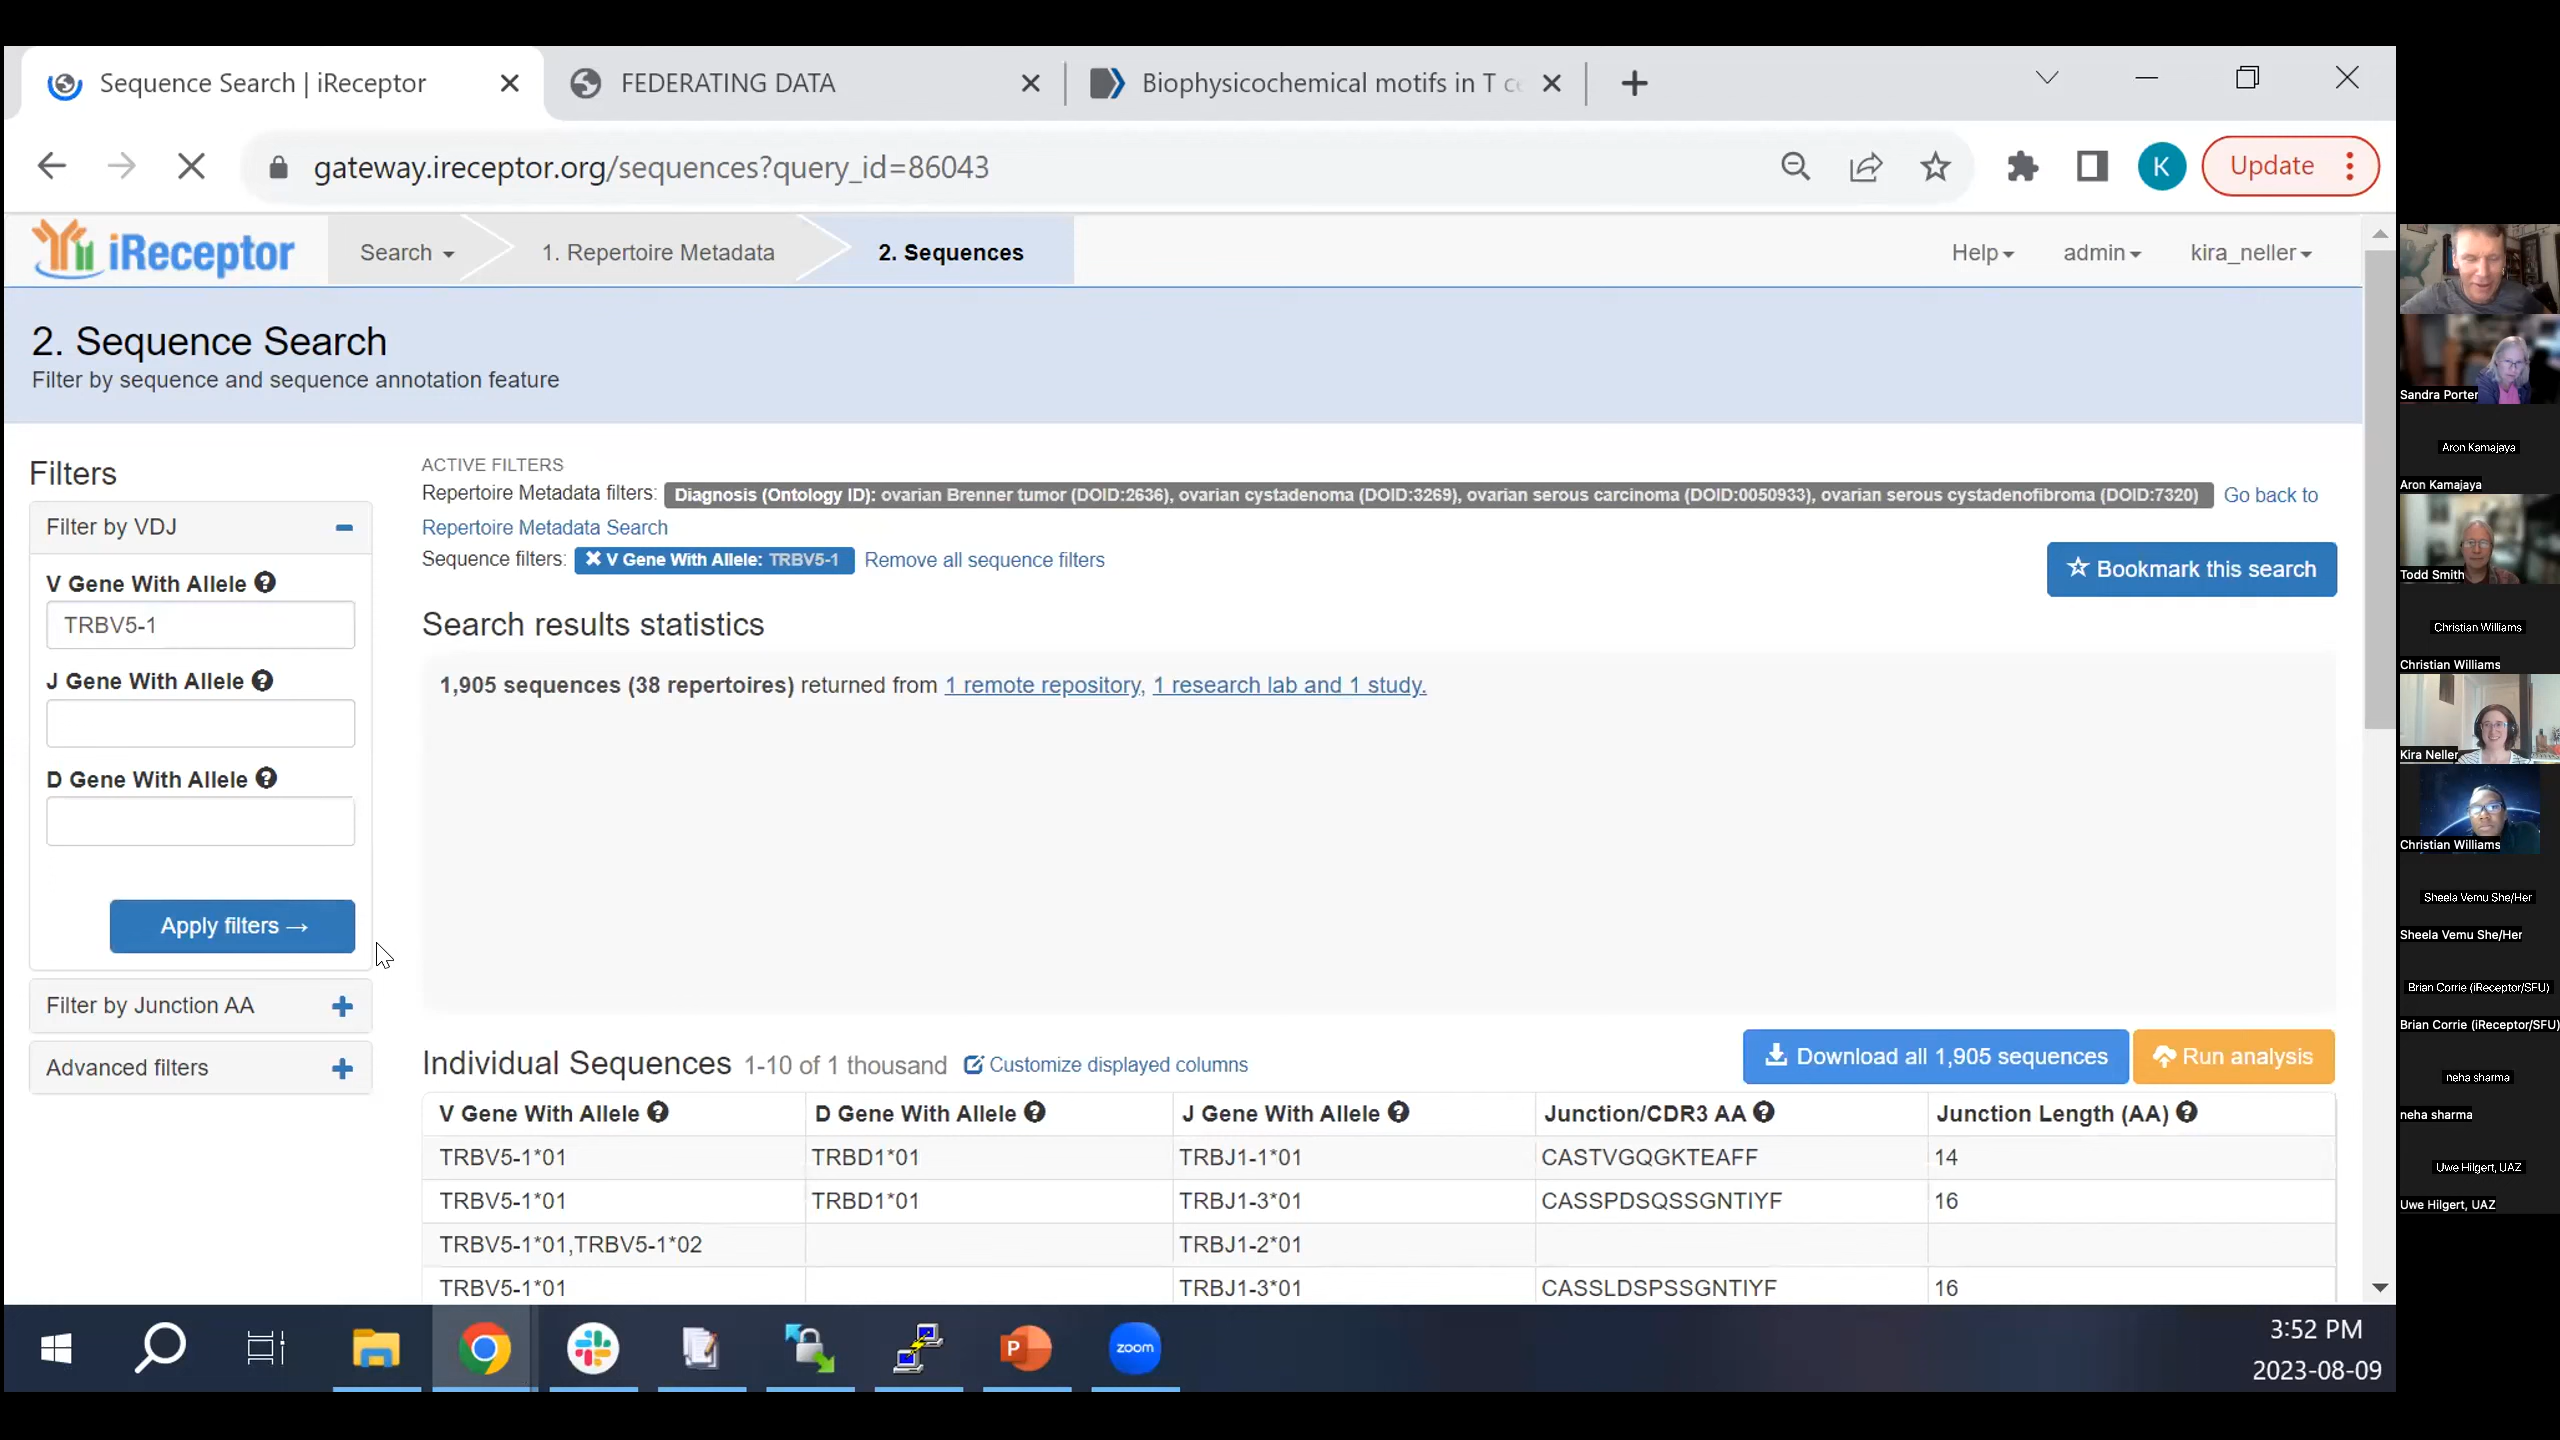 Sequence Search | iReceptor
FEDERATING DATA
Biophysicochemical motifs in T c
gateway.ireceptor.org/sequences?query_id=86043
K
Update
iReceptor
Search
1. Repertoire Metadata
2. Sequences
Help
admin
kira_neller
2. Sequence Search
Filter by sequence and sequence annotation feature
Filters
Filter by VDJ
V Gene With Allele
TRBV5-1
J Gene With Allele
D Gene With Allele
Apply filters →
Filter by Junction AA
Advanced filters
ACTIVE FILTERS
Repertoire Metadata filters: Diagnosis (Ontology ID): ovarian Brenner tumor (DOID:2636), ovarian cystadenoma (DOID:3269), ovarian serous carcinoma (DOID:0050933), ovarian serous cystadenofibroma (DOID:7320) Go back to
Repertoire Metadata Search
Sequence filters: ✖ V Gene With Allele: TRBV5-1 Remove all sequence filters
Bookmark this search
Search results statistics
1,905 sequences (38 repertoires) returned from 1 remote repository, 1 research lab and 1 study.
Individual Sequences 1-10 of 1 thousand Customize displayed columns
Download all 1,905 sequences
Run analysis
V Gene With Allele D Gene With Allele J Gene With Allele Junction/CDR3 AA Junction Length (AA)
TRBV5-1*01 TRBD1*01 TRBJ1-1*01 CASTVGQGKTEAFF 14
TRBV5-1*01 TRBD1*01 TRBJ1-3*01 CASSPDSQSSGNTIYF 16
TRBV5-1*01,TRBV5-1*02 TRBJ1-2*01
TRBV5-1*01 TRBJ1-3*01 CASSLDSPSSGNTIYF 16
P
zoom
3:52 PM
2023-08-09
Sandra Porter
Aron Kamajaya
Aron Kamajaya
Todd Smith
Christian Williams
Christian Williams
Kira Neller
Christian Williams
Sheela Vemu She/Her
Sheela Vemu She/Her
Brian Corrie (iReceptor/SFU)
Brian Corrie (iReceptor/SFU)
neha sharma
neha sharma
Uwe Hilgert, UAZ
Uwe Hilgert, UAZ